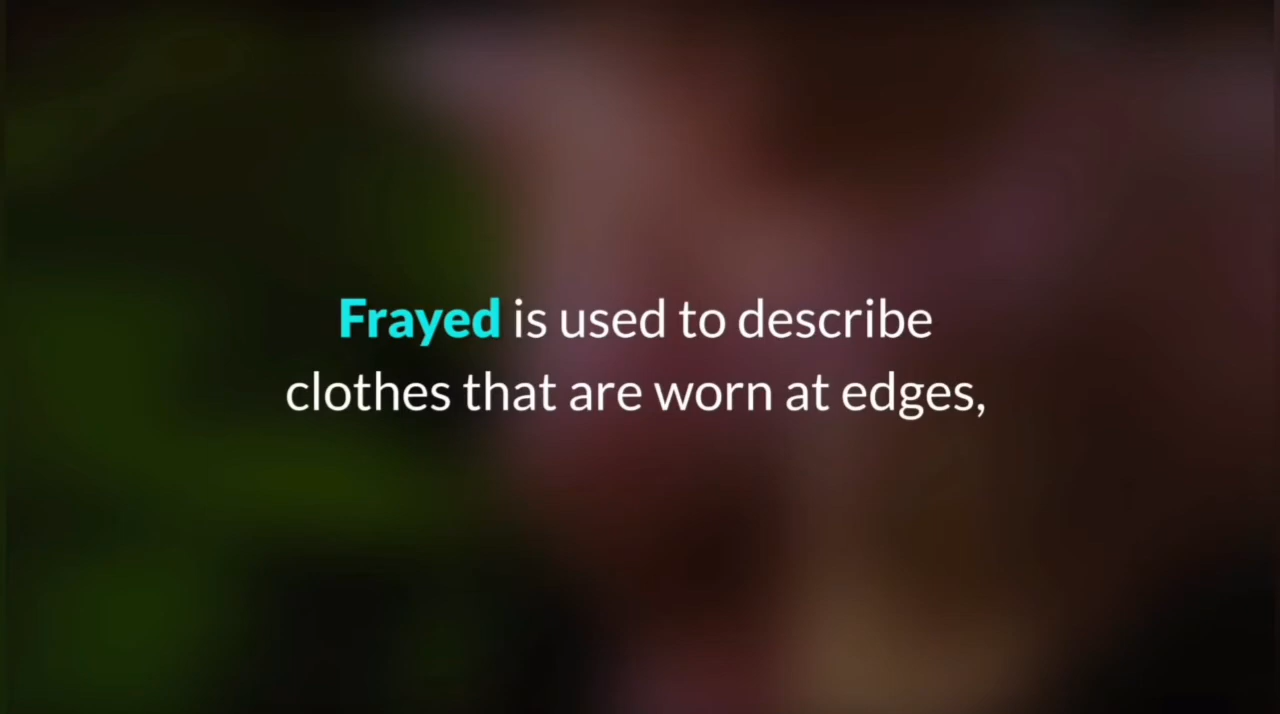 Frayed is used to describe
clothes that are worn at edges,